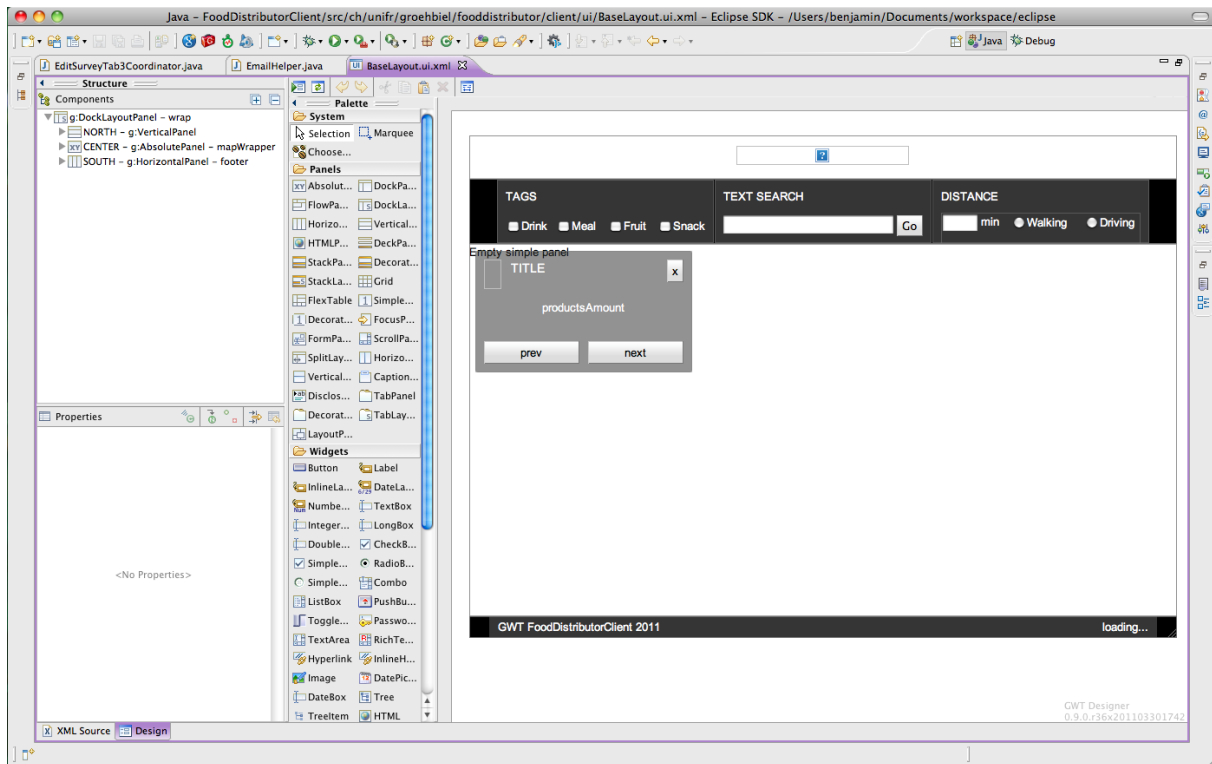 Java – FoodDistributorClient/src/ch/unifr/groehbiel/fooddistributor/client/ui/BaseLayout.ui.xml – Eclipse SDK – /Users/benjamin/Documents/workspace/eclipse
Java Debug
EditSurveyTab3Coordinator.java EmailHelper.java BaseLayout.ui.xml
Structure
Components
g:DockLayoutPanel – wrap
NORTH – g:VerticalPanel
CENTER – g:AbsolutePanel – mapWrapper
SOUTH – g:HorizontalPanel – footer
Properties
<No Properties>
Palette
System
Selection Marquee
Choose...
Panels
Absolut... DockPa...
FlowPa... DockLa...
Horizo... Vertical...
HTMLP... DeckPa...
StackPa... Decorat...
StackLa... Grid
FlexTable Simple...
Decorat... FocusP...
FormPa... ScrollPa...
SplitLay... Horizo...
Vertical... Caption...
Disclos... TabPanel
Decorat... TabLay...
LayoutP...
Widgets
Button Label
InlineLa... DateLa...
Numbe... TextBox
Integer... LongBox
Double... CheckB...
Simple... RadioB...
Simple... Combo
ListBox PushBu...
Toggle... Passwo...
TextArea RichTe...
Hyperlink InlineH...
Image DatePic...
DateBox Tree
TreeItem HTML
TAGS TEXT SEARCH DISTANCE
Drink Meal Fruit Snack Go min Walking Driving
Empty simple panel
TITLE x
productsAmount
prev next
GWT FoodDistributorClient 2011 loading...
GWT Designer
0.9.0.r36x201103301742
XML Source Design